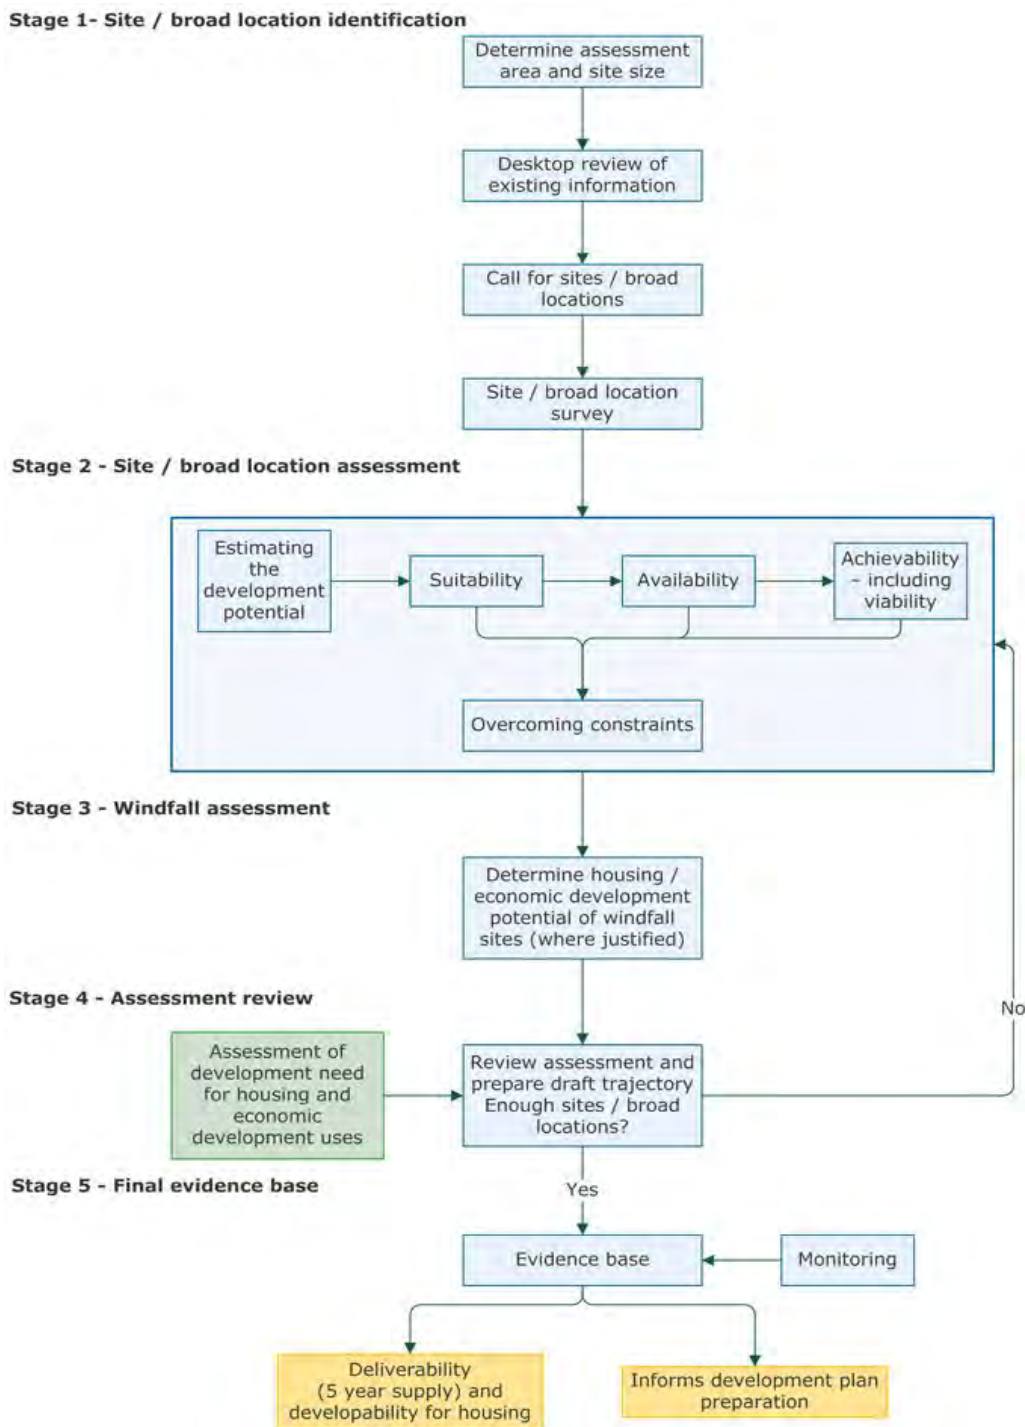 Stage 1- Site / broad location identification
Determine assessment
area and site size
Desktop review of
existing information
Call for sites / broad
locations
Site / broad location
survey
Stage 2 - Site / broad location assessment
Estimating
the
development
potential
Suitability
Availability
Achievability
– including
viability
Overcoming constraints
Stage 3 - Windfall assessment
Determine housing /
economic development
potential of windfall
sites (where justified)
Stage 4 - Assessment review
No
Assessment of
development need
for housing and
economic
development uses
Review assessment and
prepare draft trajectory
Enough sites / broad
locations?
Stage 5 - Final evidence base
Yes
Evidence base
Monitoring
Deliverability
(5 year supply) and
developability for housing
Informs development plan
preparation